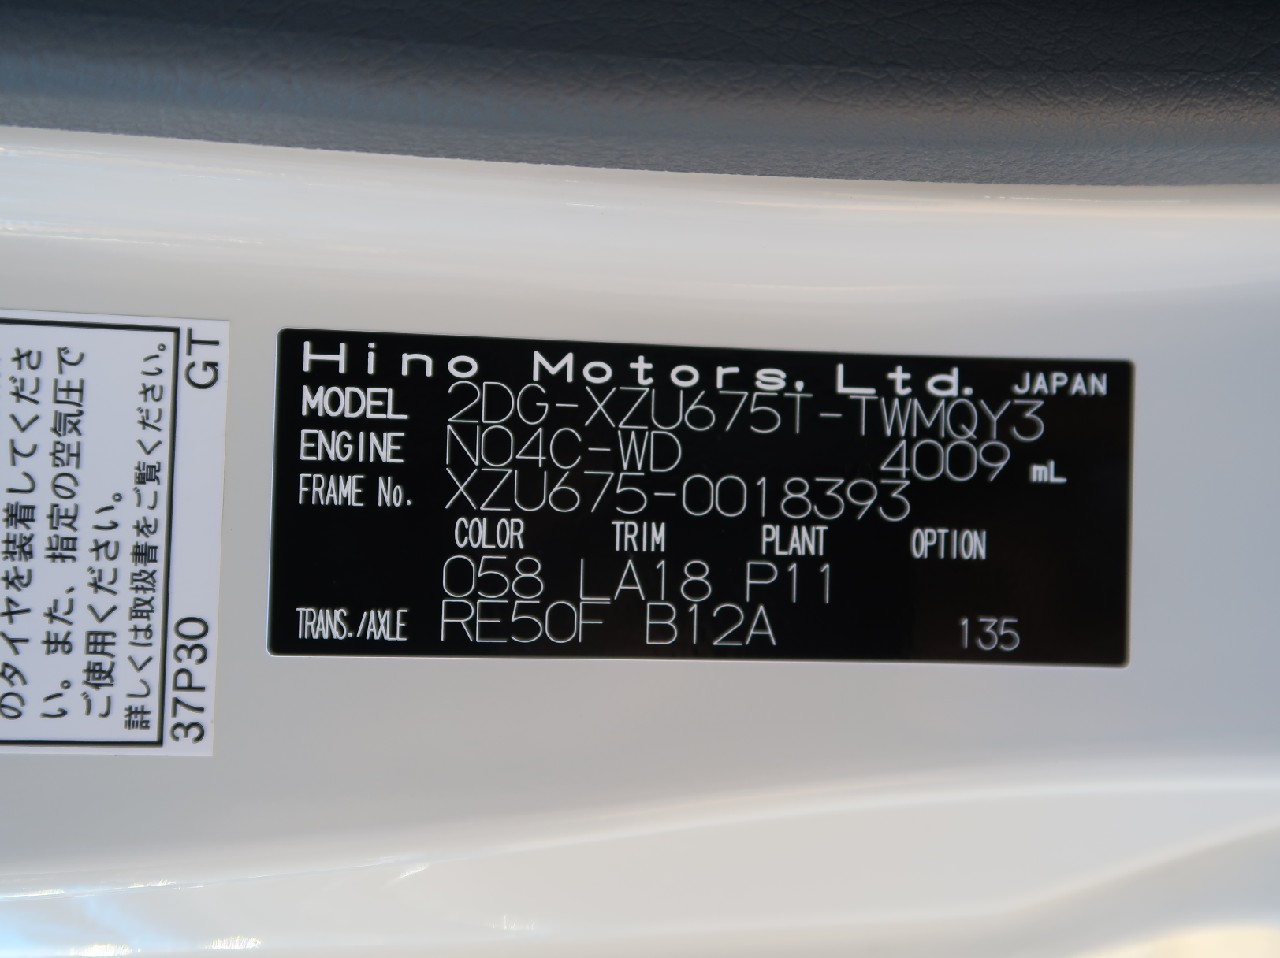 のタイヤを装着してくださ
い。また、指定の空気圧で
ご使用ください。
詳しくは取扱書をご覧ください。
37P30 GT
Hino Motors, Ltd. JAPAN
MODEL 2DG-XZU675T-TWMQY3
ENGINE N04C-WD 4009 mL
FRAME No. XZU675-0018393
COLOR TRIM PLANT OPTION
058 LA18 P11
TRANS./AXLE RE50F B12A 135